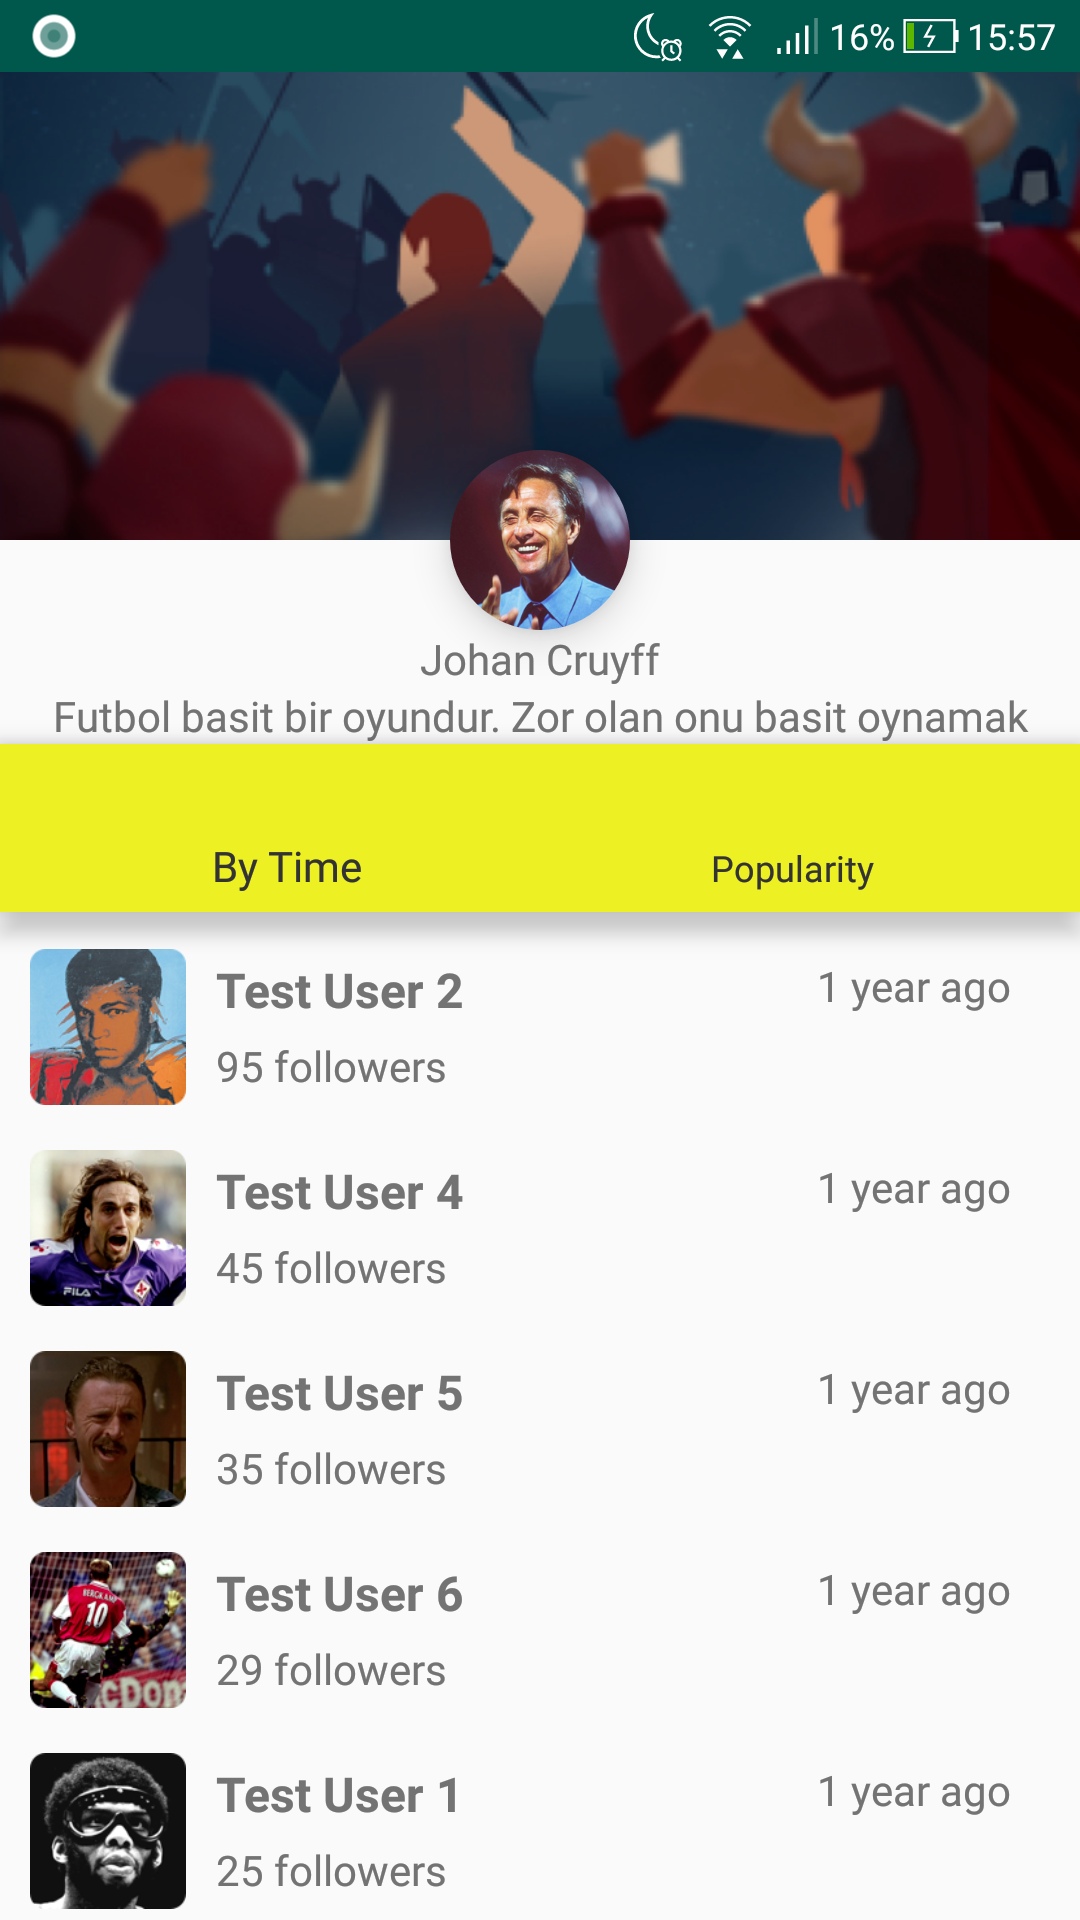 16% 15:57
Johan Cruyff
Futbol basit bir oyundur. Zor olan onu basit oynamak
By Time Popularity
Test User 2 1 year ago
95 followers
FILA
Test User 4 1 year ago
45 followers
Test User 5 1 year ago
35 followers
BERGKAMP
10
Test User 6 1 year ago
29 followers
Test User 1 1 year ago
25 followers